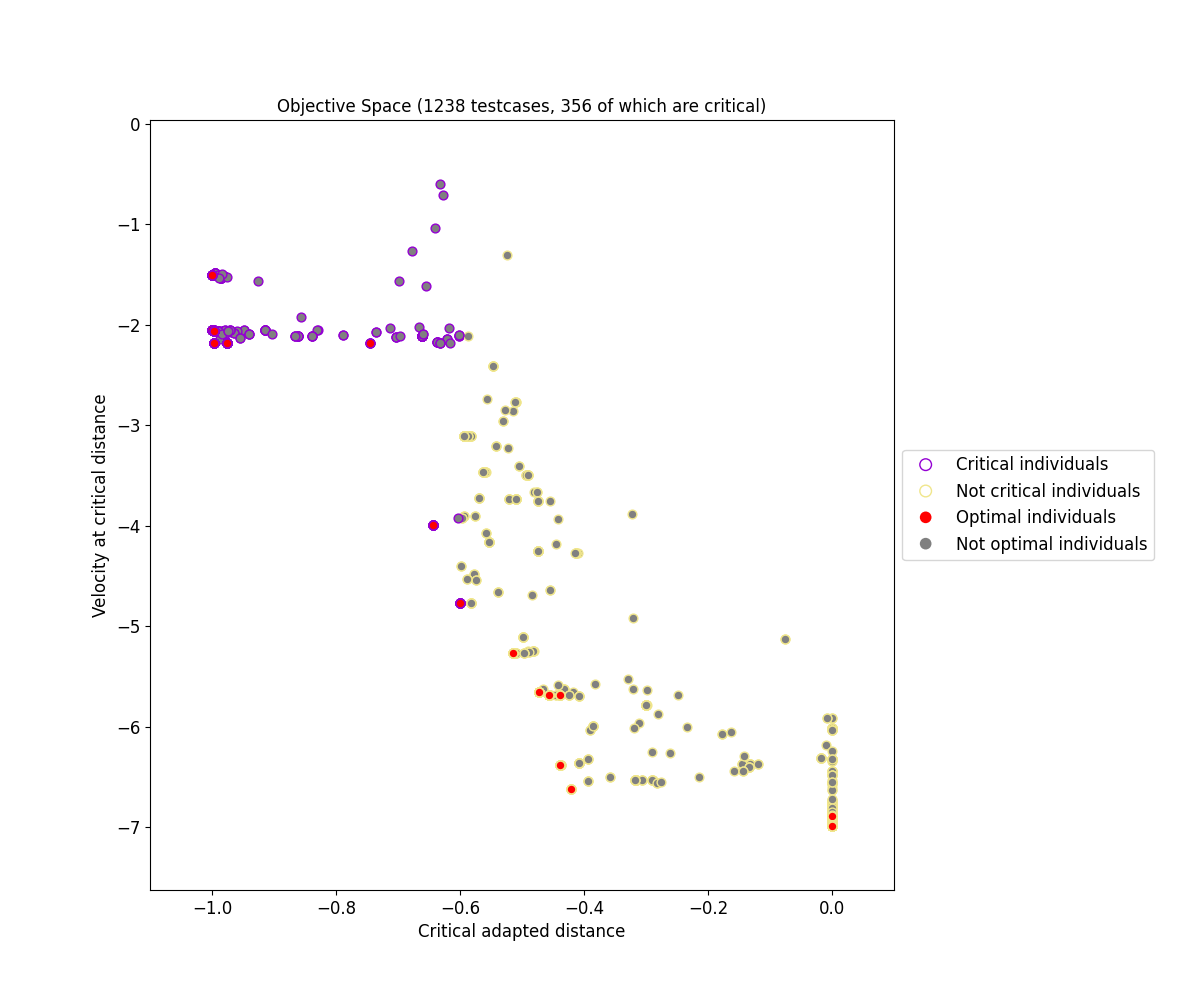 Objective Space (1238 testcases, 356 of which are critical)
0
−1
−2
−3
−4
−5
−6
−7
Velocity at critical distance
−1.0
−0.8
−0.6
−0.4
−0.2
0.0
Critical adapted distance
Critical individuals
Not critical individuals
Optimal individuals
Not optimal individuals